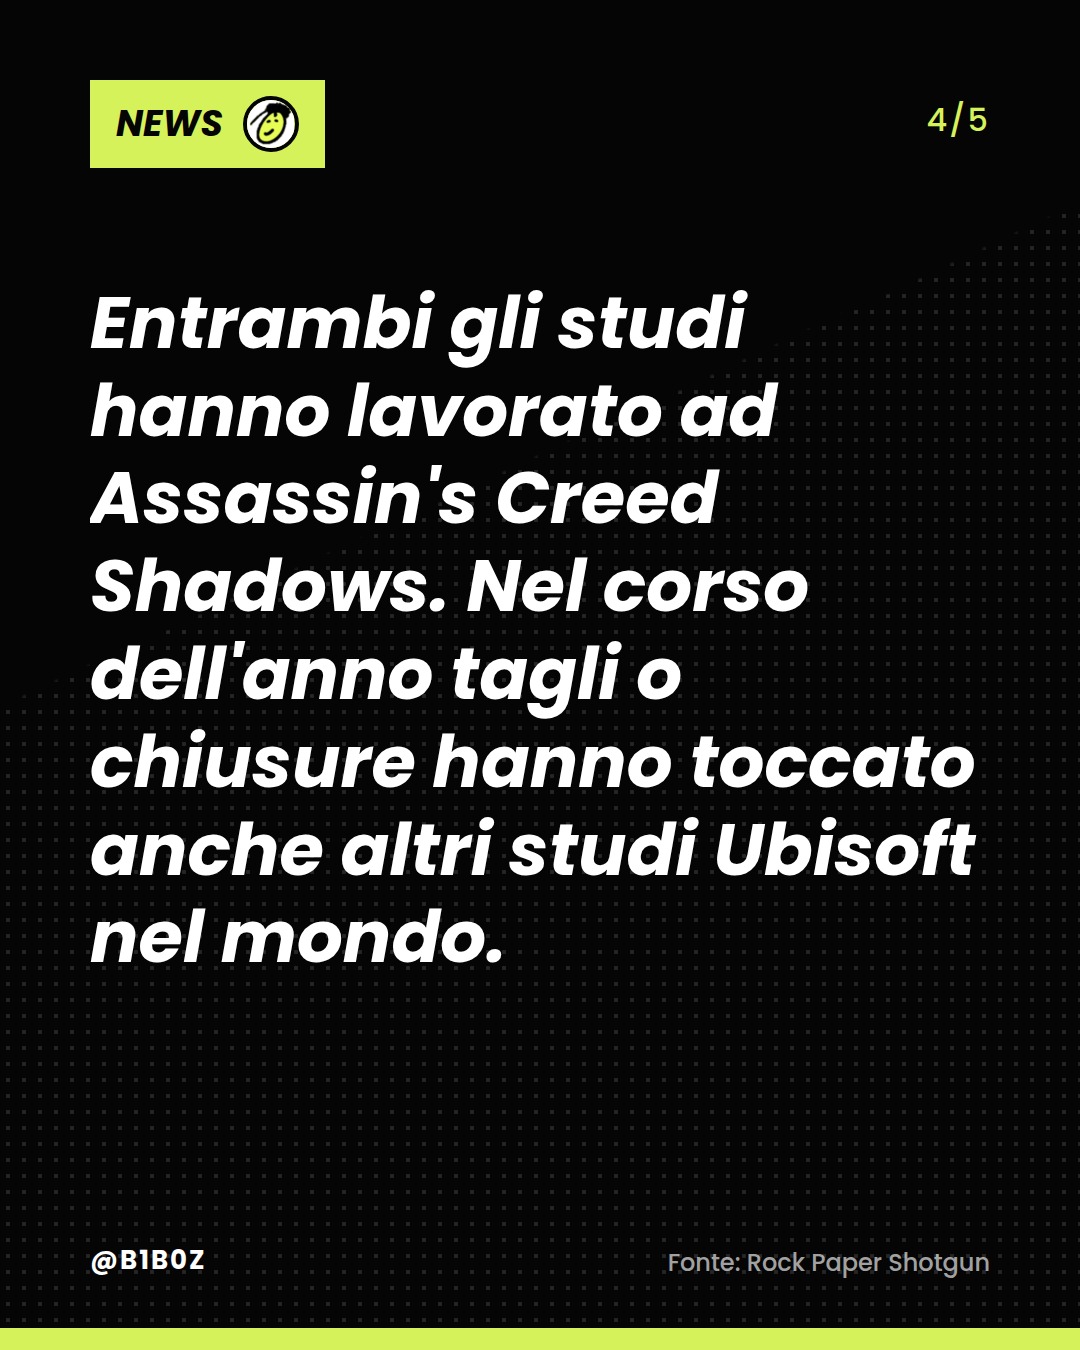 NEWS
4/5
Entrambi gli studi
hanno lavorato ad
Assassin's Creed
Shadows. Nel corso
dell'anno tagli o
chiusure hanno toccato
anche altri studi Ubisoft
nel mondo.
@B1B0Z
Fonte: Rock Paper Shotgun